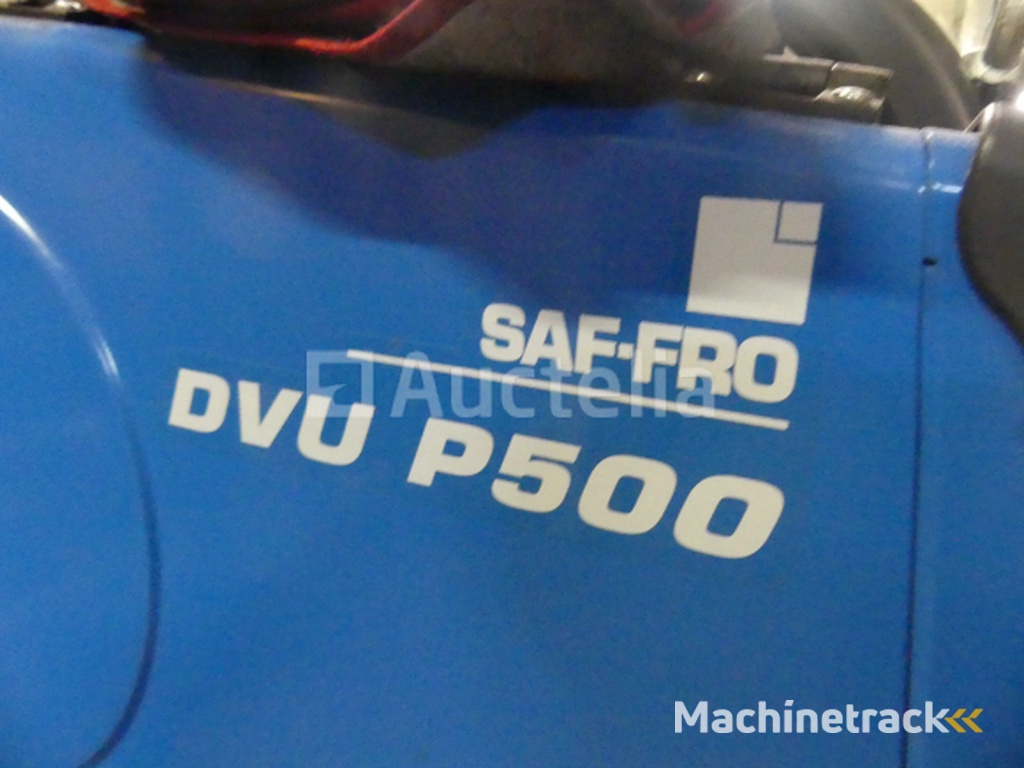 SAF-FRO
DVU P500
Auctelia
Machinetrack